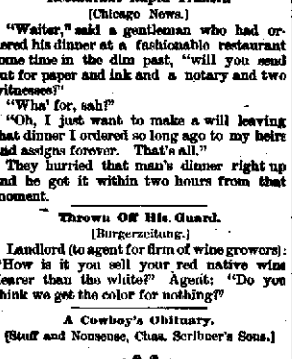 [Chicago News.]
"Waiter," said a gentleman who had or-
ered his dinner at a fashionable restaurant
ome time in the dim past, "will you send
ut for paper and ink and a notary and two
itnesses?"
"Wha' for, sah?"
"Oh, I just want to make a will leaving
hat dinner I ordered so long ago to my heirs
nd assigns forever. That's all."
They hurried that man's dinner right up
nd he got it within two hours from that
noment.
Thrown Off His Guard.
[Burgerzeitung.]
Landlord (to agent for firm of wine growers):
"How is it you sell your red native wine
earer than the white?" Agent: "Do you
hink we get the color for nothing?"
A Cowboy's Obituary.
[Stuff and Nonsense, Chas. Scribner's Sons.]